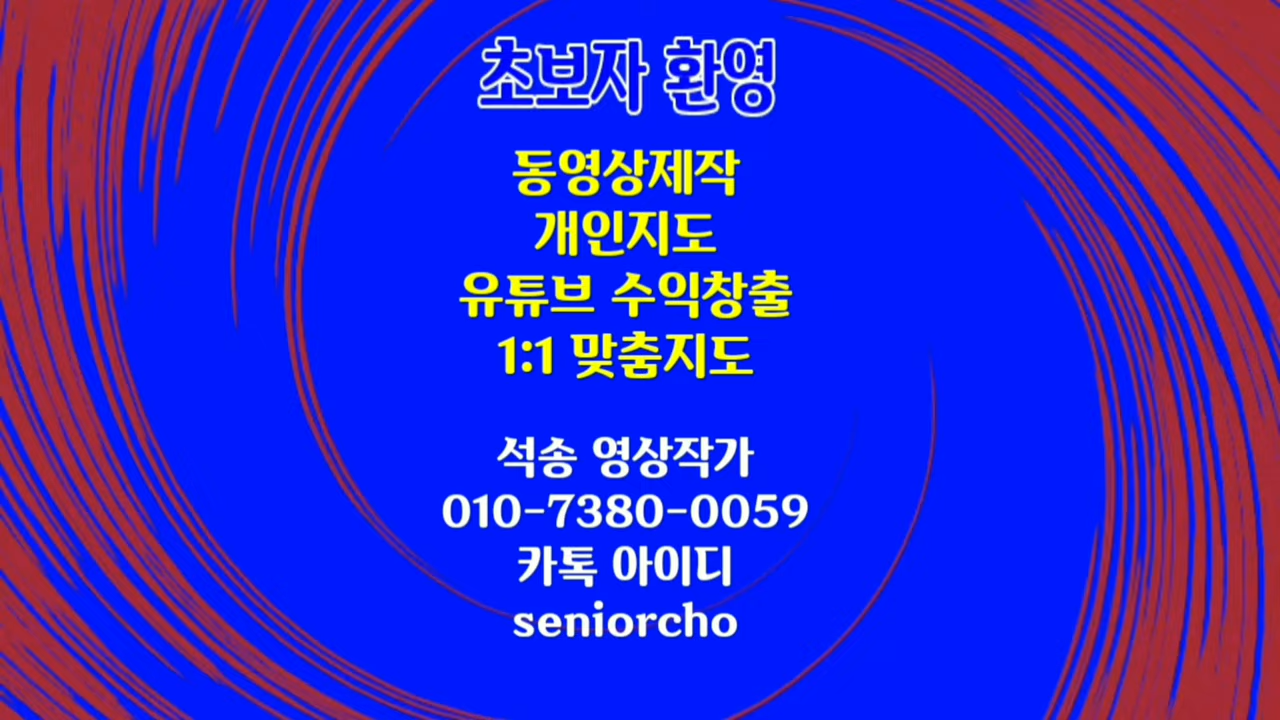 초보자 환영
동영상제작
개인지도
유튜브 수익창출
1:1 맞춤지도
석송 영상작가
010-7380-0059
카톡 아이디
seniorcho